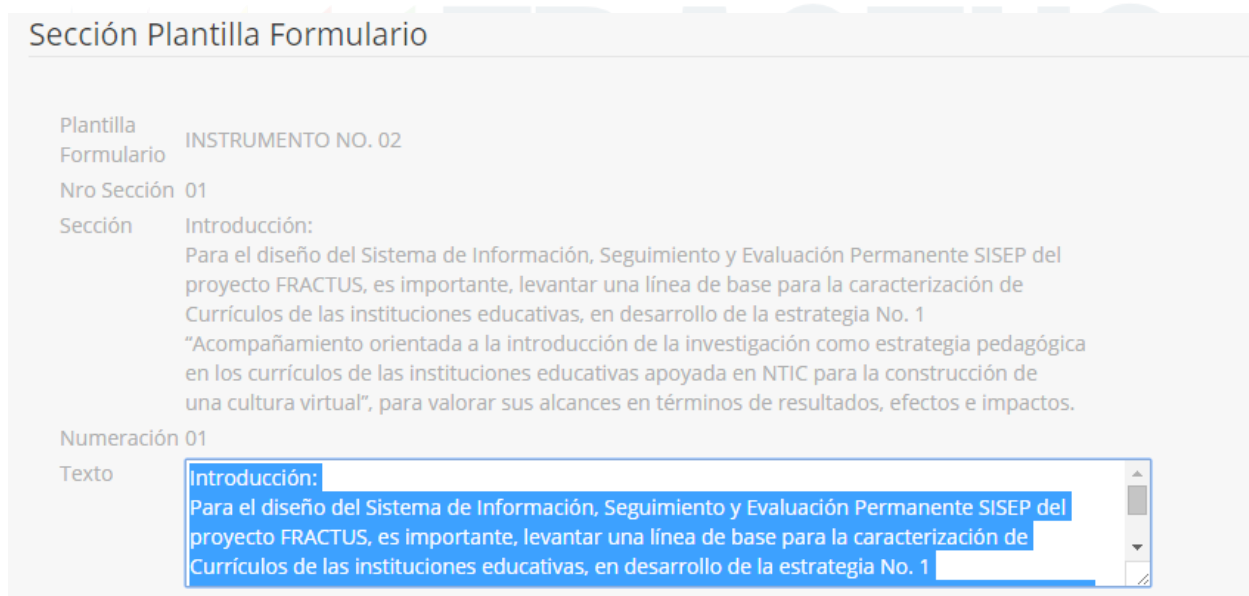 Sección Plantilla Formulario
Plantilla
Formulario
INSTRUMENTO NO. 02
Nro Sección 01
Sección Introducción:
Para el diseño del Sistema de Información, Seguimiento y Evaluación Permanente SISEP del
proyecto FRACTUS, es importante, levantar una línea de base para la caracterización de
Currículos de las instituciones educativas, en desarrollo de la estrategia No. 1
“Acompañamiento orientada a la introducción de la investigación como estrategia pedagógica
en los currículos de las instituciones educativas apoyada en NTIC para la construcción de
una cultura virtual”, para valorar sus alcances en términos de resultados, efectos e impactos.
Numeración 01
Texto Introducción:
Para el diseño del Sistema de Información, Seguimiento y Evaluación Permanente SISEP del
proyecto FRACTUS, es importante, levantar una línea de base para la caracterización de
Currículos de las instituciones educativas, en desarrollo de la estrategia No. 1